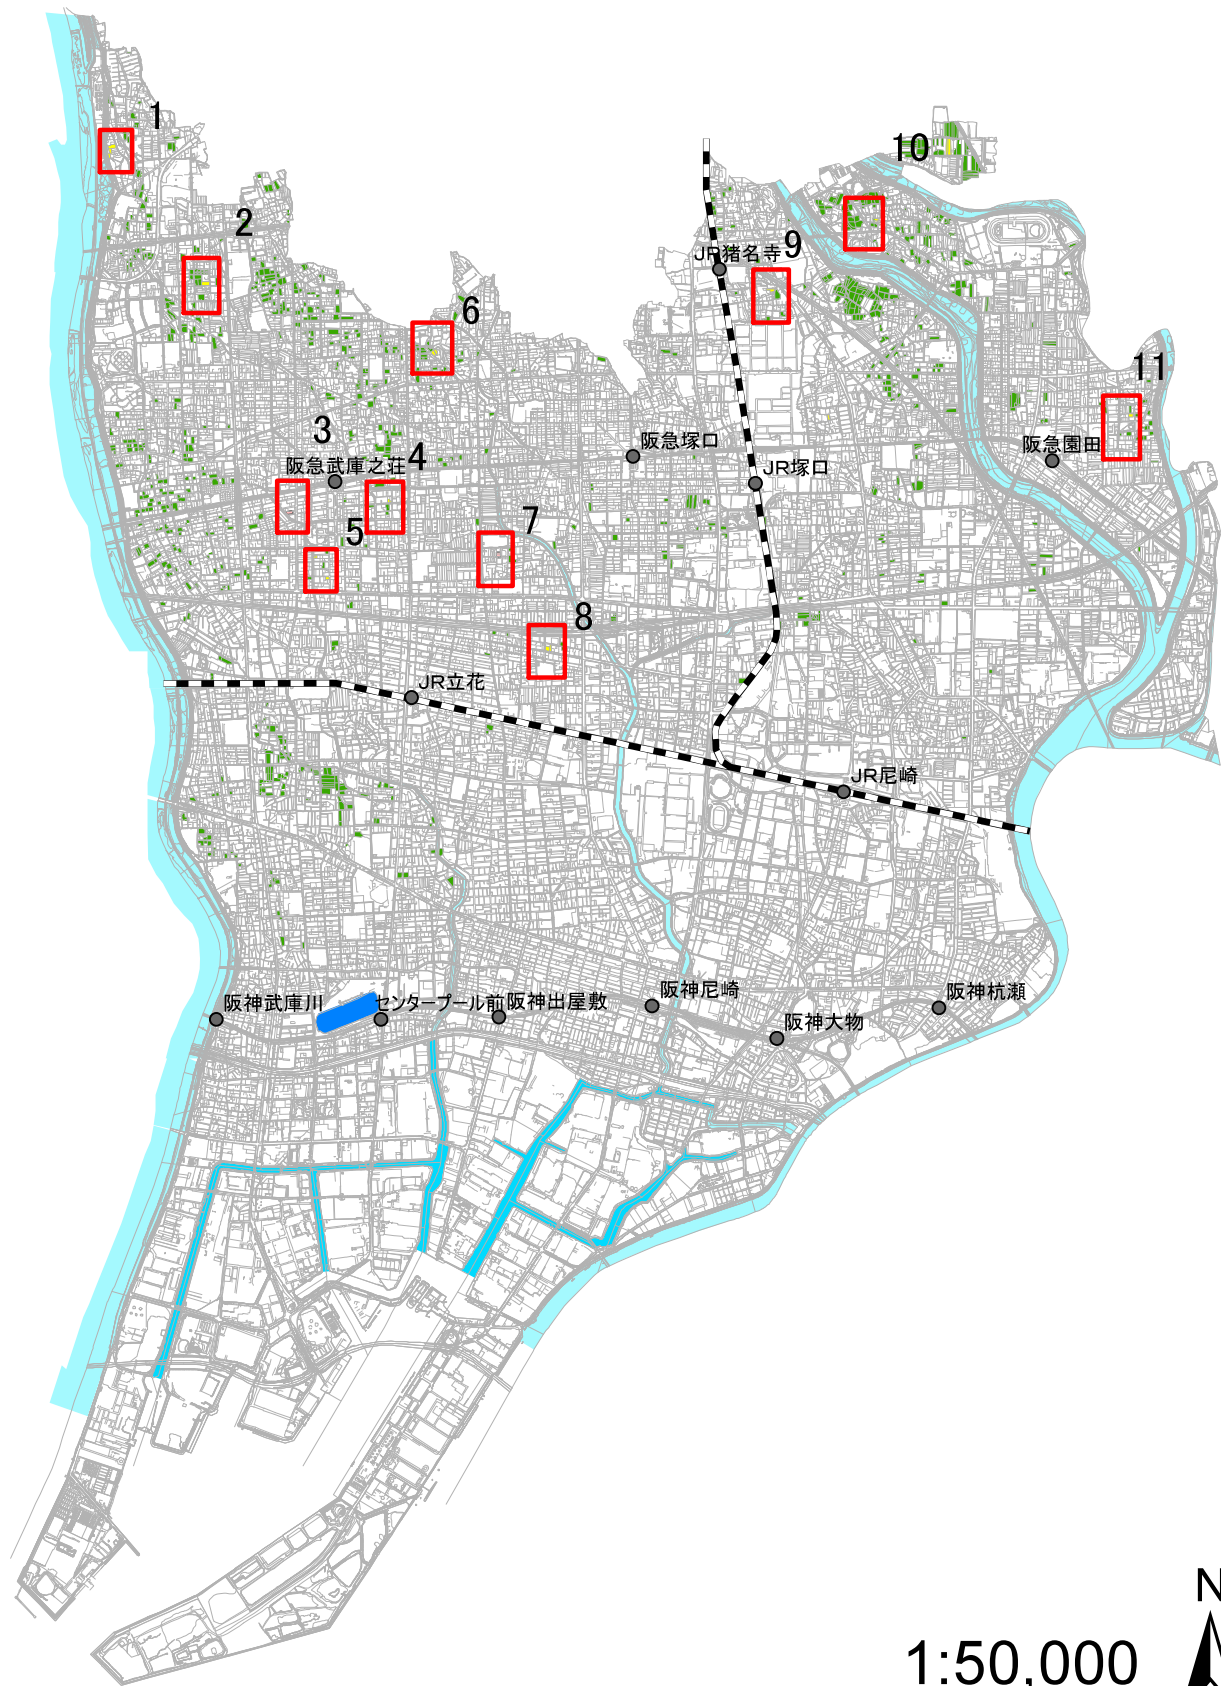 1
10
2
9
JR猪名寺
6
11
3
阪急武庫之荘
4
阪急塚口
JR塚口
阪急園田
5
7
8
JR立花
JR尼崎
阪神武庫川
センタープール前
阪神出屋敷
阪神尼崎
阪神大物
阪神杭瀬
N
1:50,000